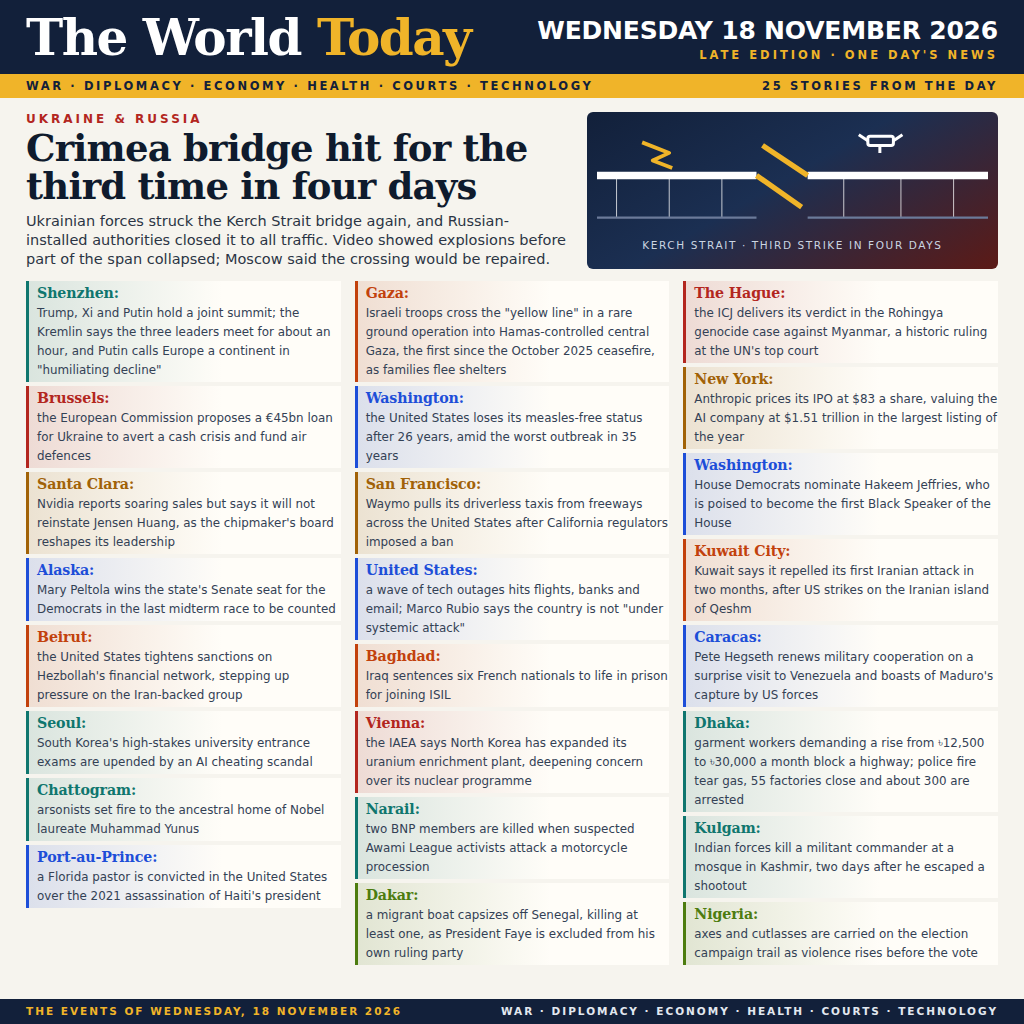 The World Today
WEDNESDAY 18 NOVEMBER 2026
LATE EDITION · ONE DAY'S NEWS
WAR · DIPLOMACY · ECONOMY · HEALTH · COURTS · TECHNOLOGY
25 STORIES FROM THE DAY
UKRAINE & RUSSIA
Crimea bridge hit for the
third time in four days
Ukrainian forces struck the Kerch Strait bridge again, and Russian-
installed authorities closed it to all traffic. Video showed explosions before
part of the span collapsed; Moscow said the crossing would be repaired.
KERCH STRAIT · THIRD STRIKE IN FOUR DAYS
Shenzhen:
Trump, Xi and Putin hold a joint summit; the
Kremlin says the three leaders meet for about an
hour, and Putin calls Europe a continent in
"humiliating decline"
Brussels:
the European Commission proposes a €45bn loan
for Ukraine to avert a cash crisis and fund air
defences
Santa Clara:
Nvidia reports soaring sales but says it will not
reinstate Jensen Huang, as the chipmaker's board
reshapes its leadership
Alaska:
Mary Peltola wins the state's Senate seat for the
Democrats in the last midterm race to be counted
Beirut:
the United States tightens sanctions on
Hezbollah's financial network, stepping up
pressure on the Iran-backed group
Seoul:
South Korea's high-stakes university entrance
exams are upended by an AI cheating scandal
Chattogram:
arsonists set fire to the ancestral home of Nobel
laureate Muhammad Yunus
Port-au-Prince:
a Florida pastor is convicted in the United States
over the 2021 assassination of Haiti's president
Gaza:
Israeli troops cross the "yellow line" in a rare
ground operation into Hamas-controlled central
Gaza, the first since the October 2025 ceasefire,
as families flee shelters
Washington:
the United States loses its measles-free status
after 26 years, amid the worst outbreak in 35
years
San Francisco:
Waymo pulls its driverless taxis from freeways
across the United States after California regulators
imposed a ban
United States:
a wave of tech outages hits flights, banks and
email; Marco Rubio says the country is not "under
systemic attack"
Baghdad:
Iraq sentences six French nationals to life in prison
for joining ISIL
Vienna:
the IAEA says North Korea has expanded its
uranium enrichment plant, deepening concern
over its nuclear programme
Narail:
two BNP members are killed when suspected
Awami League activists attack a motorcycle
procession
Dakar:
a migrant boat capsizes off Senegal, killing at
least one, as President Faye is excluded from his
own ruling party
The Hague:
the ICJ delivers its verdict in the Rohingya
genocide case against Myanmar, a historic ruling
at the UN's top court
New York:
Anthropic prices its IPO at $83 a share, valuing the
AI company at $1.51 trillion in the largest listing of
the year
Washington:
House Democrats nominate Hakeem Jeffries, who
is poised to become the first Black Speaker of the
House
Kuwait City:
Kuwait says it repelled its first Iranian attack in
two months, after US strikes on the Iranian island
of Qeshm
Caracas:
Pete Hegseth renews military cooperation on a
surprise visit to Venezuela and boasts of Maduro's
capture by US forces
Dhaka:
garment workers demanding a rise from ৳12,500
to ৳30,000 a month block a highway; police fire
tear gas, 55 factories close and about 300 are
arrested
Kulgam:
Indian forces kill a militant commander at a
mosque in Kashmir, two days after he escaped a
shootout
Nigeria:
axes and cutlasses are carried on the election
campaign trail as violence rises before the vote
THE EVENTS OF WEDNESDAY, 18 NOVEMBER 2026
WAR · DIPLOMACY · ECONOMY · HEALTH · COURTS · TECHNOLOGY